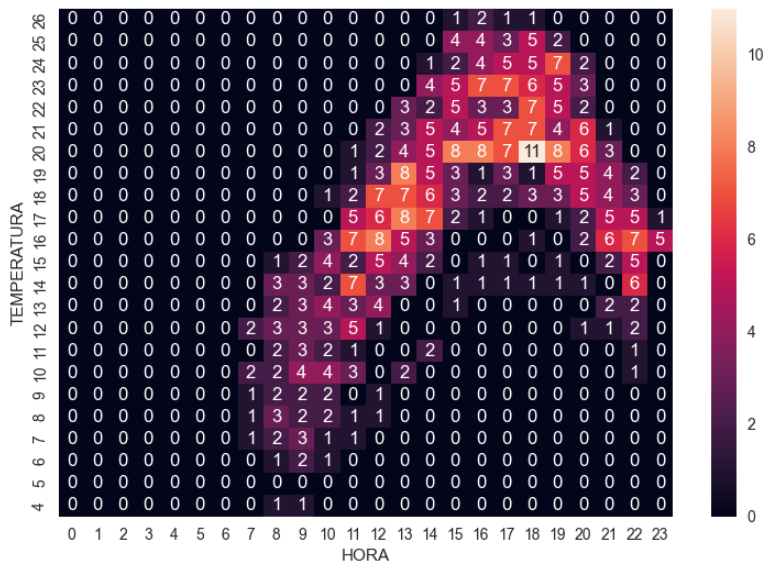 26 0 0 0 0 0 0 0 0 0 0 0 0 0 0 0 1 2 1 1 0 0 0 0 0
25 0 0 0 0 0 0 0 0 0 0 0 0 0 0 0 4 4 3 5 2 0 0 0 0
24 0 0 0 0 0 0 0 0 0 0 0 0 0 0 1 2 4 5 5 7 2 0 0 0
23 0 0 0 0 0 0 0 0 0 0 0 0 0 0 4 5 7 7 6 5 3 0 0 0
22 0 0 0 0 0 0 0 0 0 0 0 0 0 3 2 5 3 3 7 5 2 0 0 0
21 0 0 0 0 0 0 0 0 0 0 0 0 2 3 5 4 5 7 7 4 6 1 0 0
20 0 0 0 0 0 0 0 0 0 0 0 1 2 4 5 8 8 7 11 8 6 3 0 0
19 0 0 0 0 0 0 0 0 0 0 0 1 3 8 5 3 1 3 1 5 5 4 2 0
18 0 0 0 0 0 0 0 0 0 0 1 2 7 7 6 3 2 2 3 3 5 4 3 0
17 0 0 0 0 0 0 0 0 0 0 0 5 6 8 7 2 1 0 0 1 2 5 5 1
16 0 0 0 0 0 0 0 0 0 0 3 7 8 5 3 0 0 0 1 0 2 6 7 5
15 0 0 0 0 0 0 0 0 1 2 4 2 5 4 2 0 1 1 0 1 0 2 5 0
14 0 0 0 0 0 0 0 0 3 3 2 7 3 3 0 1 1 1 1 1 1 0 6 0
13 0 0 0 0 0 0 0 0 2 3 4 3 4 0 0 1 0 0 0 0 0 2 2 0
12 0 0 0 0 0 0 0 2 3 3 3 5 1 0 0 0 0 0 0 0 1 1 2 0
11 0 0 0 0 0 0 0 0 2 3 2 1 0 0 2 0 0 0 0 0 0 0 1 0
10 0 0 0 0 0 0 0 2 2 4 4 3 0 2 0 0 0 0 0 0 0 0 1 0
9 0 0 0 0 0 0 0 1 2 2 2 0 1 0 0 0 0 0 0 0 0 0 0 0
8 0 0 0 0 0 0 0 1 3 2 2 1 1 0 0 0 0 0 0 0 0 0 0 0
7 0 0 0 0 0 0 0 1 2 3 1 1 0 0 0 0 0 0 0 0 0 0 0 0
6 0 0 0 0 0 0 0 0 1 2 1 0 0 0 0 0 0 0 0 0 0 0 0 0
5 0 0 0 0 0 0 0 0 0 0 0 0 0 0 0 0 0 0 0 0 0 0 0 0
4 0 0 0 0 0 0 0 0 1 1 0 0 0 0 0 0 0 0 0 0 0 0 0 0
0 1 2 3 4 5 6 7 8 9 10 11 12 13 14 15 16 17 18 19 20 21 22 23
HORA
TEMPERATURA
10
8
6
4
2
0